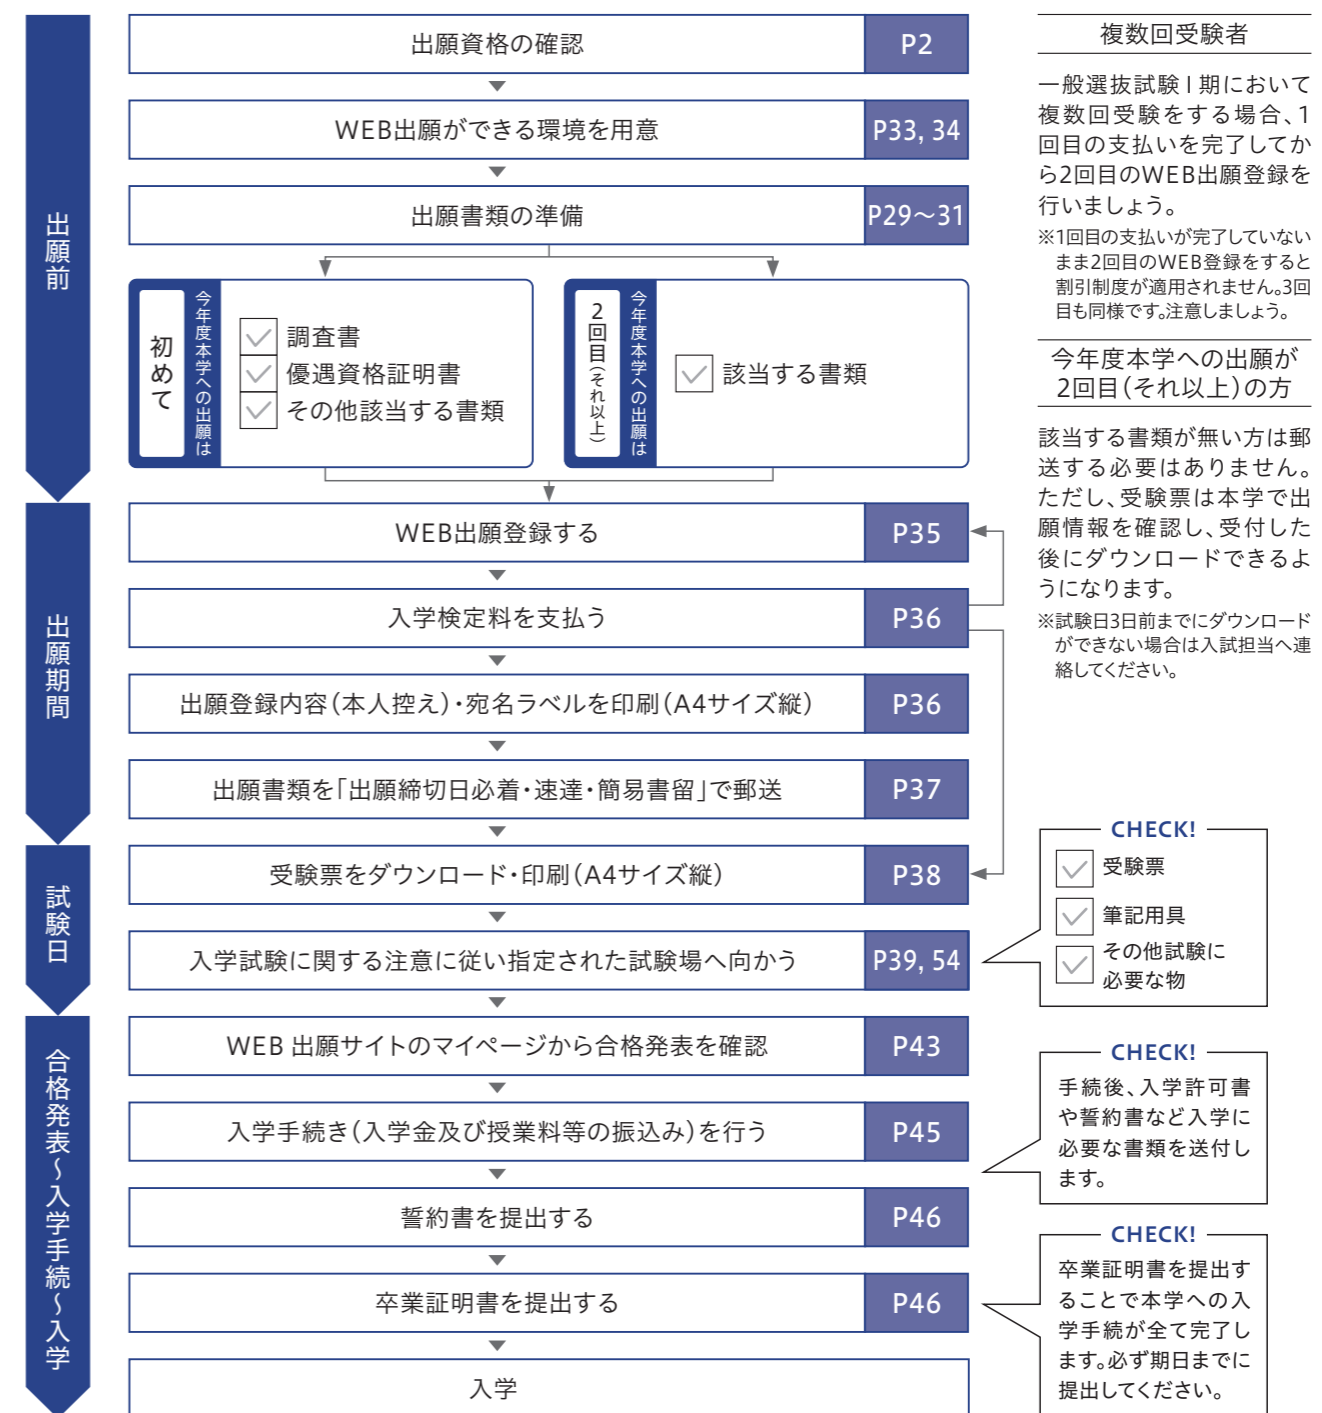 出願前
出願資格の確認
P2
WEB出願ができる環境を用意
P33, 34
出願書類の準備
P29〜31
今年度本学への出願は
初めて
調査書
優遇資格証明書
その他該当する書類
今年度本学への出願は
2回目(それ以上)
該当する書類
出願期間
WEB出願登録する
P35
入学検定料を支払う
P36
出願登録内容(本人控え)・宛名ラベルを印刷(A4サイズ縦)
P36
出願書類を「出願締切日必着・速達・簡易書留」で郵送
P37
試験日
受験票をダウンロード・印刷(A4サイズ縦)
P38
入学試験に関する注意に従い指定された試験場へ向かう
P39, 54
合格発表〜入学手続〜入学
WEB 出願サイトのマイページから合格発表を確認
P43
入学手続き(入学金及び授業料等の振込み)を行う
P45
誓約書を提出する
P46
卒業証明書を提出する
P46
入学
複数回受験者
一般選抜試験Ⅰ期において
複数回受験をする場合、1
回目の支払いを完了してか
ら2回目のWEB出願登録を
行いましょう。
※1回目の支払いが完了していない
まま2回目のWEB登録をすると
割引制度が適用されません。3回
目も同様です。注意しましょう。
今年度本学への出願が
2回目(それ以上)の方
該当する書類が無い方は郵
送する必要はありません。
ただし、受験票は本学で出
願情報を確認し、受付した
後にダウンロードできるよ
うになります。
※試験日3日前までにダウンロード
ができない場合は入試担当へ連
絡してください。
CHECK!
受験票
筆記用具
その他試験に
必要な物
CHECK!
手続後、入学許可書
や誓約書など入学に
必要な書類を送付し
ます。
CHECK!
卒業証明書を提出す
ることで本学への入
学手続が全て完了し
ます。必ず期日までに
提出してください。